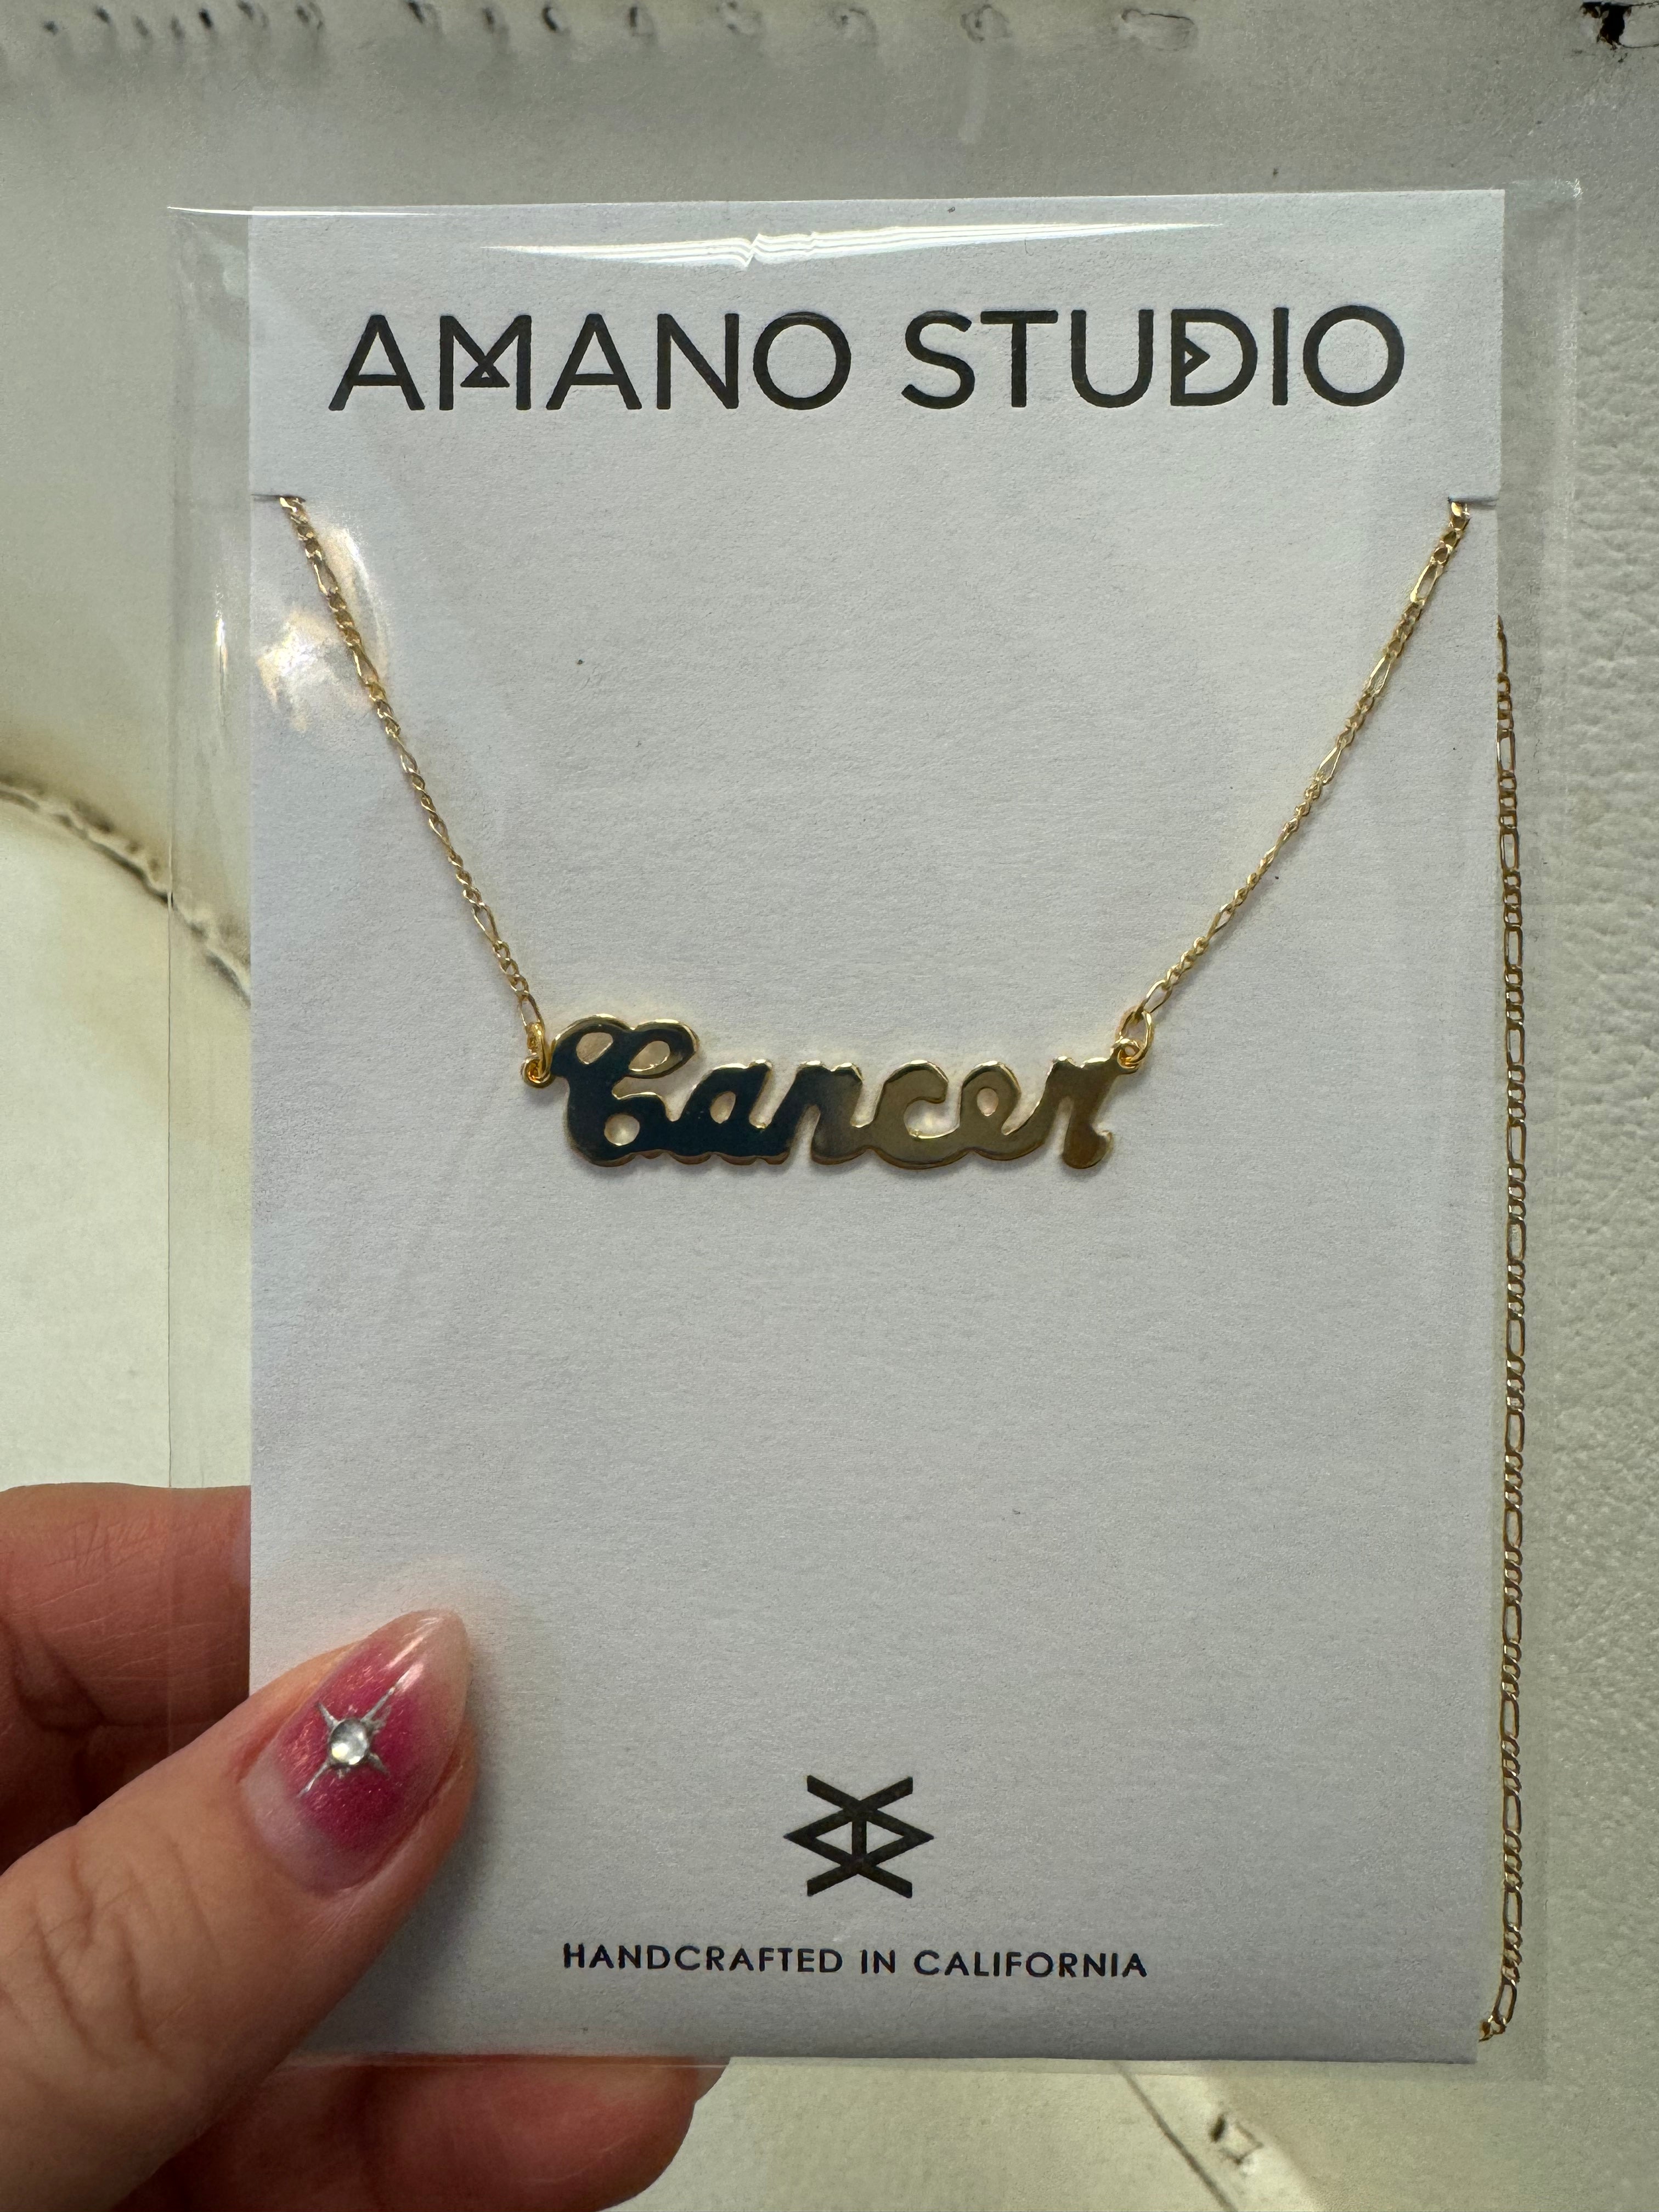 AMANO STUDIO
Cancer
HANDCRAFTED IN CALIFORNIA